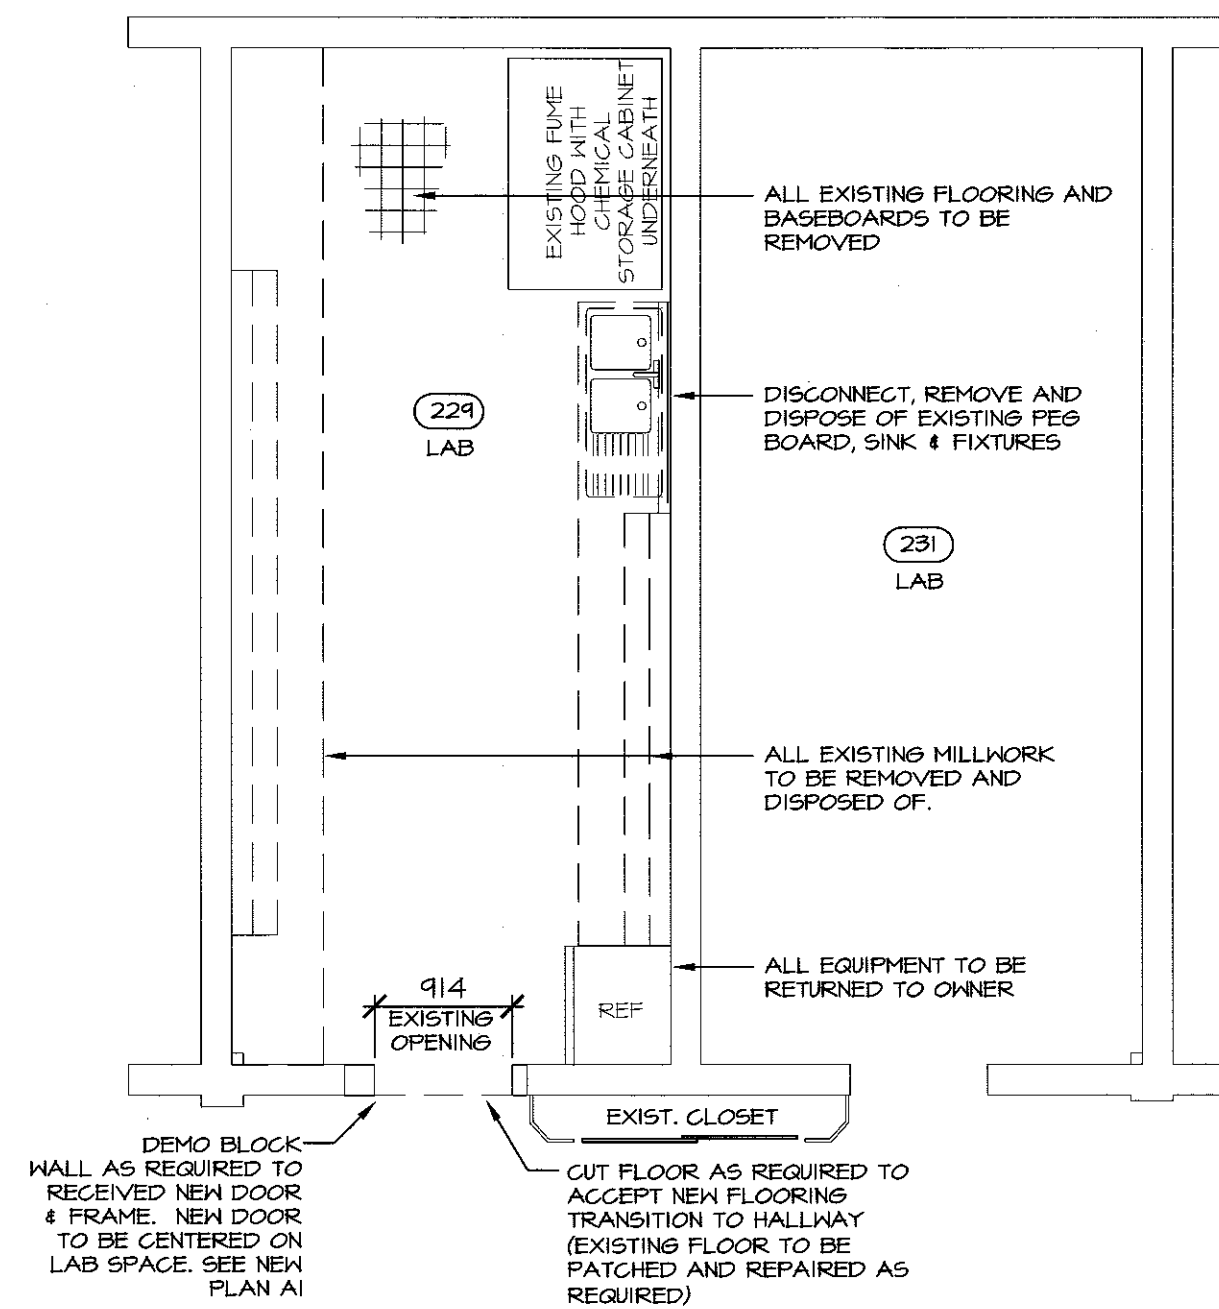 EXISTING FUME
HOOD WITH
CHEMICAL
STORAGE CABINET
UNDERNEATH
ALL EXISTING FLOORING AND
BASEBOARDS TO BE
REMOVED
229
LAB
DISCONNECT, REMOVE AND
DISPOSE OF EXISTING PEG
BOARD, SINK & FIXTURES
231
LAB
ALL EXISTING MILLWORK
TO BE REMOVED AND
DISPOSED OF.
ALL EQUIPMENT TO BE
RETURNED TO OWNER
914
EXISTING
OPENING
REF
EXIST. CLOSET
DEMO BLOCK
WALL AS REQUIRED TO
RECEIVED NEW DOOR
& FRAME. NEW DOOR
TO BE CENTERED ON
LAB SPACE. SEE NEW
PLAN A1
CUT FLOOR AS REQUIRED TO
ACCEPT NEW FLOORING
TRANSITION TO HALLWAY
(EXISTING FLOOR TO BE
PATCHED AND REPAIRED AS
REQUIRED)